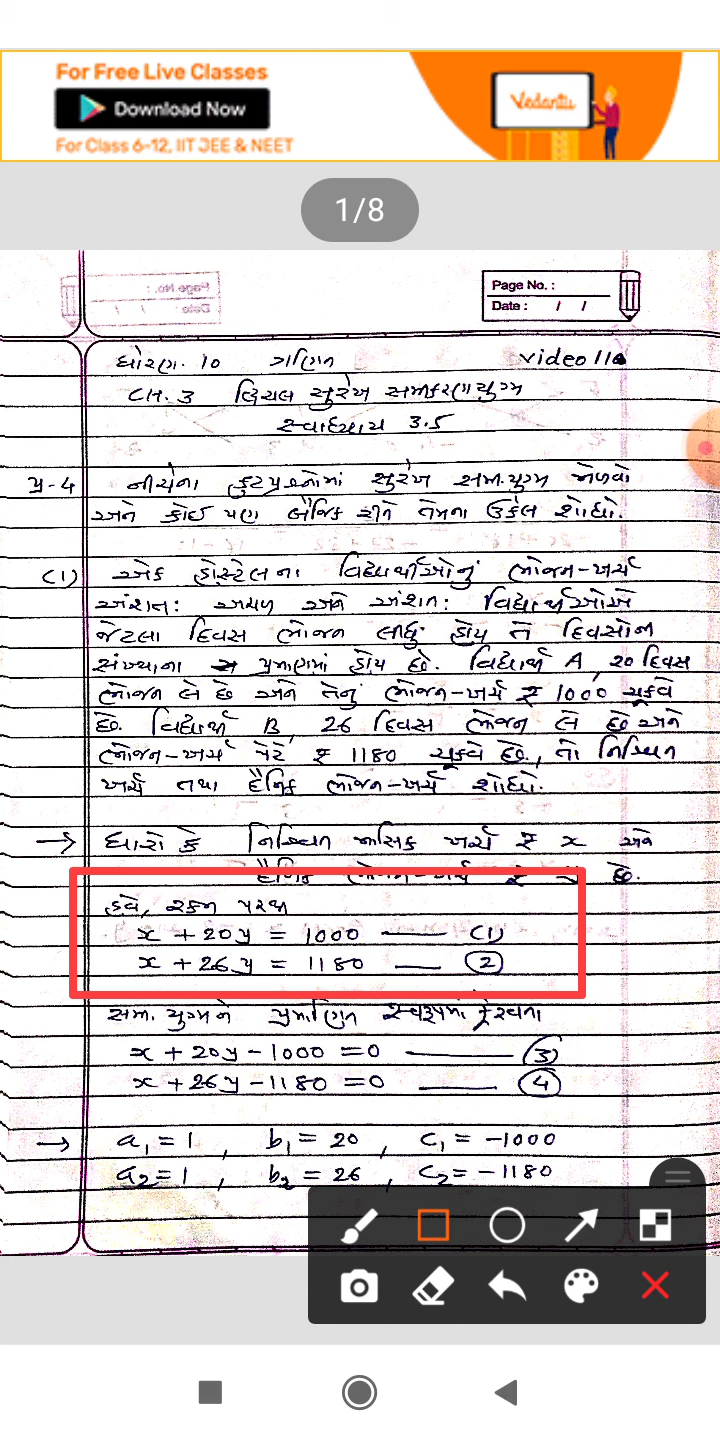 For Free Live Classes
Download Now
For Class 6-12, IIT JEE & NEET
Vedantu
1/8
Page No. :
Date : / /
ધોરણ. 10 ગણિત video 110
CH. 3 દ્વિચલ સુરેખ સમીકરણયુગ્મ
સ્વાધ્યાય 3.5
પ્ર-4 નીચેના કૂટપ્રશ્નોમાં સુરેખ સમ.યુગ્મ મેળવો
અને કોઈ પણ બૈજિક રીતે તેમના ઉકેલ શોધો.
(1) એક હોસ્ટેલના વિદ્યાર્થીઓનું ભોજન-ખર્ચ
અંશત: અચળ અને અંશત: વિદ્યાર્થીઓએ
જેટલા દિવસ ભોજન લીધું હોય તે દિવસોની
સંખ્યાના પ્રમાણમાં હોય છે. વિદ્યાર્થી A, 20 દિવસ
ભોજન લે છે અને તેનું ભોજન-ખર્ચ ₹ 1000 ચૂકવે
છે. વિદ્યાર્થી B, 26 દિવસ ભોજન લે છે અને
ભોજન-ખર્ચ પેટે ₹ 1180 ચૂકવે છે, તો નિશ્ચિત
ખર્ચ તથા દૈનિક ભોજન-ખર્ચ શોધો.
→ ધારો કે નિશ્ચિત માસિક ખર્ચ ₹ x અને
દૈનિક ભોજન-ખર્ચ ₹ y છે.
હવે, રકમ પરથી
x + 20y = 1000 — (1)
x + 26y = 1180 — (2)
સમ. યુગ્મને પ્રમાણિત સ્વરૂપમાં ફેરવતા
x + 20y - 1000 = 0 — (3)
x + 26y - 1180 = 0 — (4)
→ a₁ = 1 , b₁ = 20 , c₁ = -1000
a₂ = 1 , b₂ = 26 , c₂ = -1180